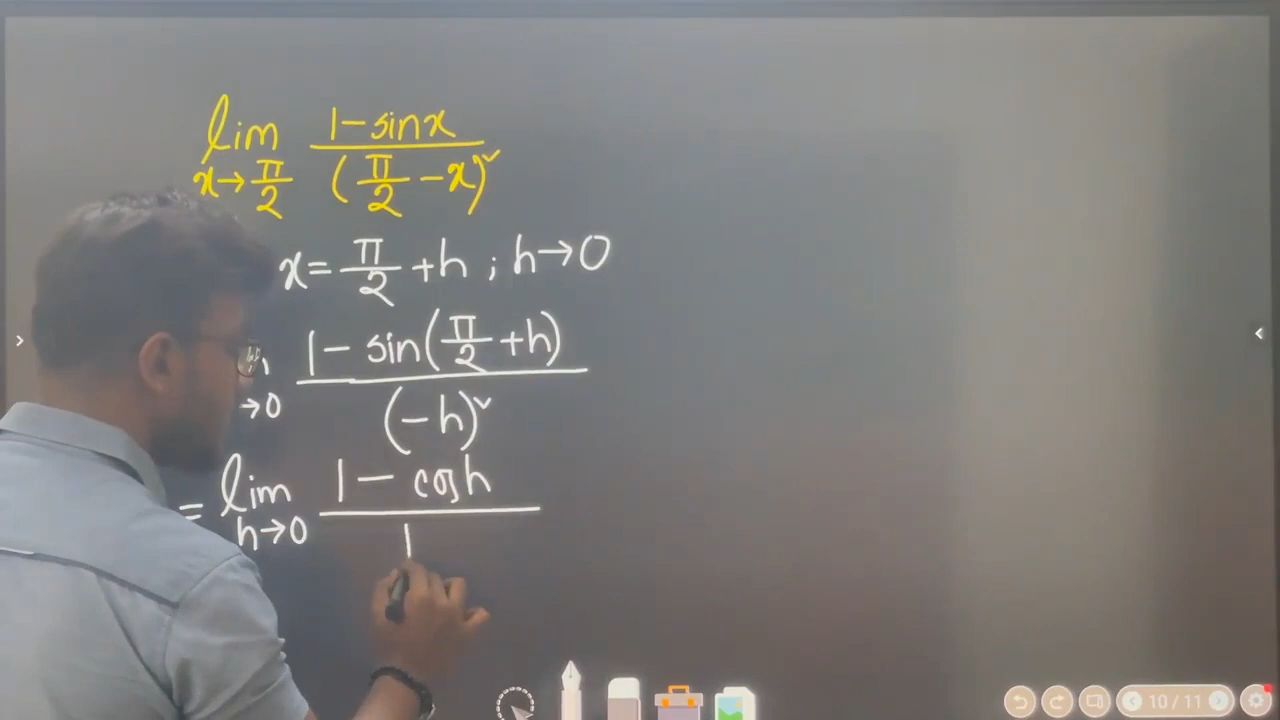 lim x→π/2 (1-sinx)/(π/2 -x)²
x= π/2 +h ; h→0
→0 (1- sin(π/2 +h))/(-h)²
= lim h→0 (1- cosh)/
10 / 11